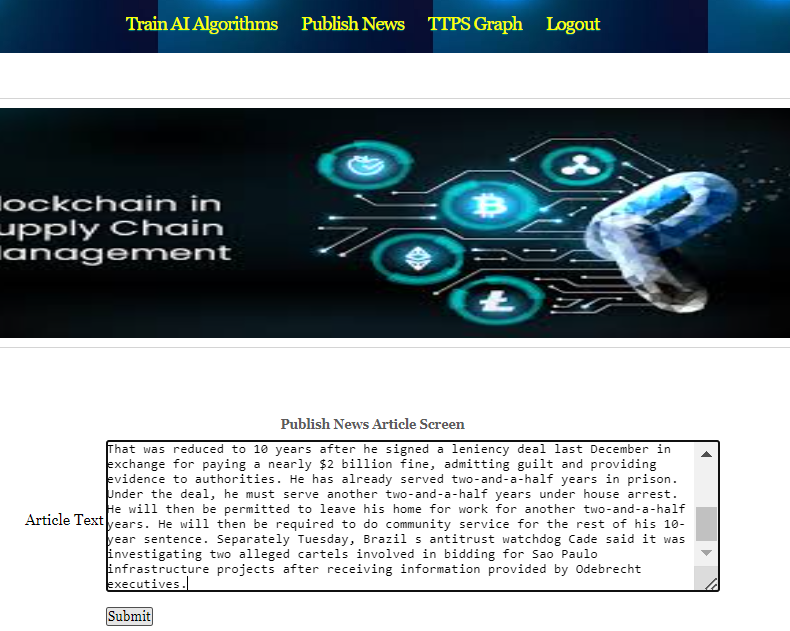 Train AI Algorithms Publish News TTPS Graph Logout
lockchain in
upply Chain
anagement
Publish News Article Screen
Article Text
That was reduced to 10 years after he signed a leniency deal last December in
exchange for paying a nearly $2 billion fine, admitting guilt and providing
evidence to authorities. He has already served two-and-a-half years in prison.
Under the deal, he must serve another two-and-a-half years under house arrest.
He will then be permitted to leave his home for work for another two-and-a-half
years. He will then be required to do community service for the rest of his 10-
year sentence. Separately Tuesday, Brazil s antitrust watchdog Cade said it was
investigating two alleged cartels involved in bidding for Sao Paulo
infrastructure projects after receiving information provided by Odebrecht
executives.
Submit